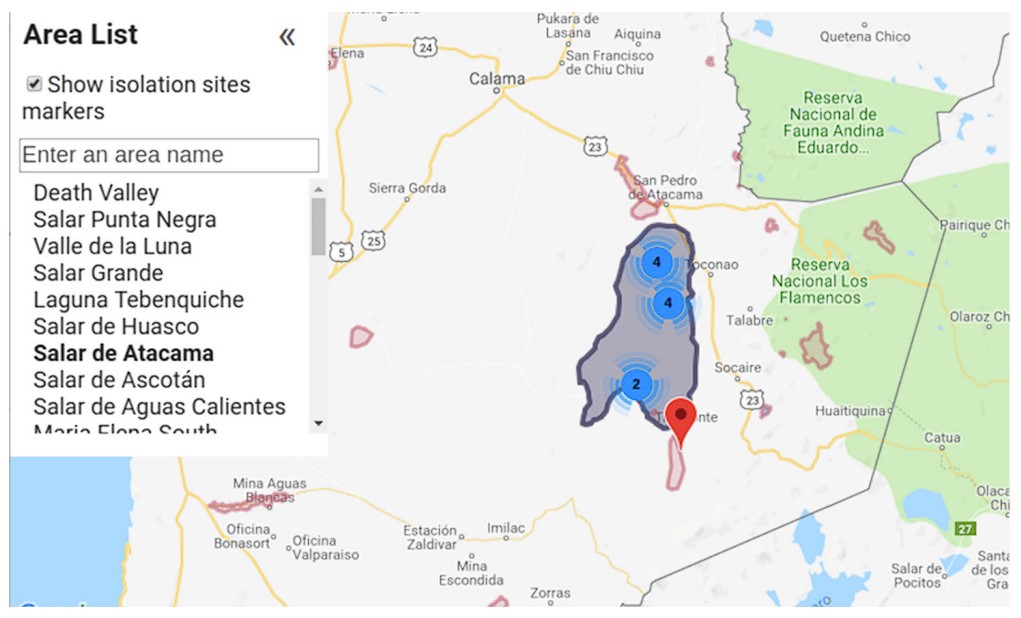 Area List
«
Show isolation sites
markers
Enter an area name
Death Valley
Salar Punta Negra
Valle de la Luna
Salar Grande
Laguna Tebenquiche
Salar de Huasco
Salar de Atacama
Salar de Ascotán
Salar de Aguas Calientes
Maria Elena South
Elena
24
Pukara de
Lasana
Aiquina
San Francisco
de Chiu Chiu
Calama
Quetena Chico
Reserva
Nacional de
Fauna Andina
Eduardo...
23
Sierra Gorda
San Pedro
de Atacama
25
5
Pairique Ch
4
Toconao
Reserva
Nacional Los
Flamencos
4
Talabre
Olaroz Ch
2
Socaire
23
Huaitiquina
Catua
Mina Aguas
Blancas
Oficina
Bonasort
Oficina
Valparaiso
Estación
Zaldivar
Imilac
Mina
Escondida
Zorras
Olaca
Chi
27
Salar de
Pocitos
Santa
de los
Gra